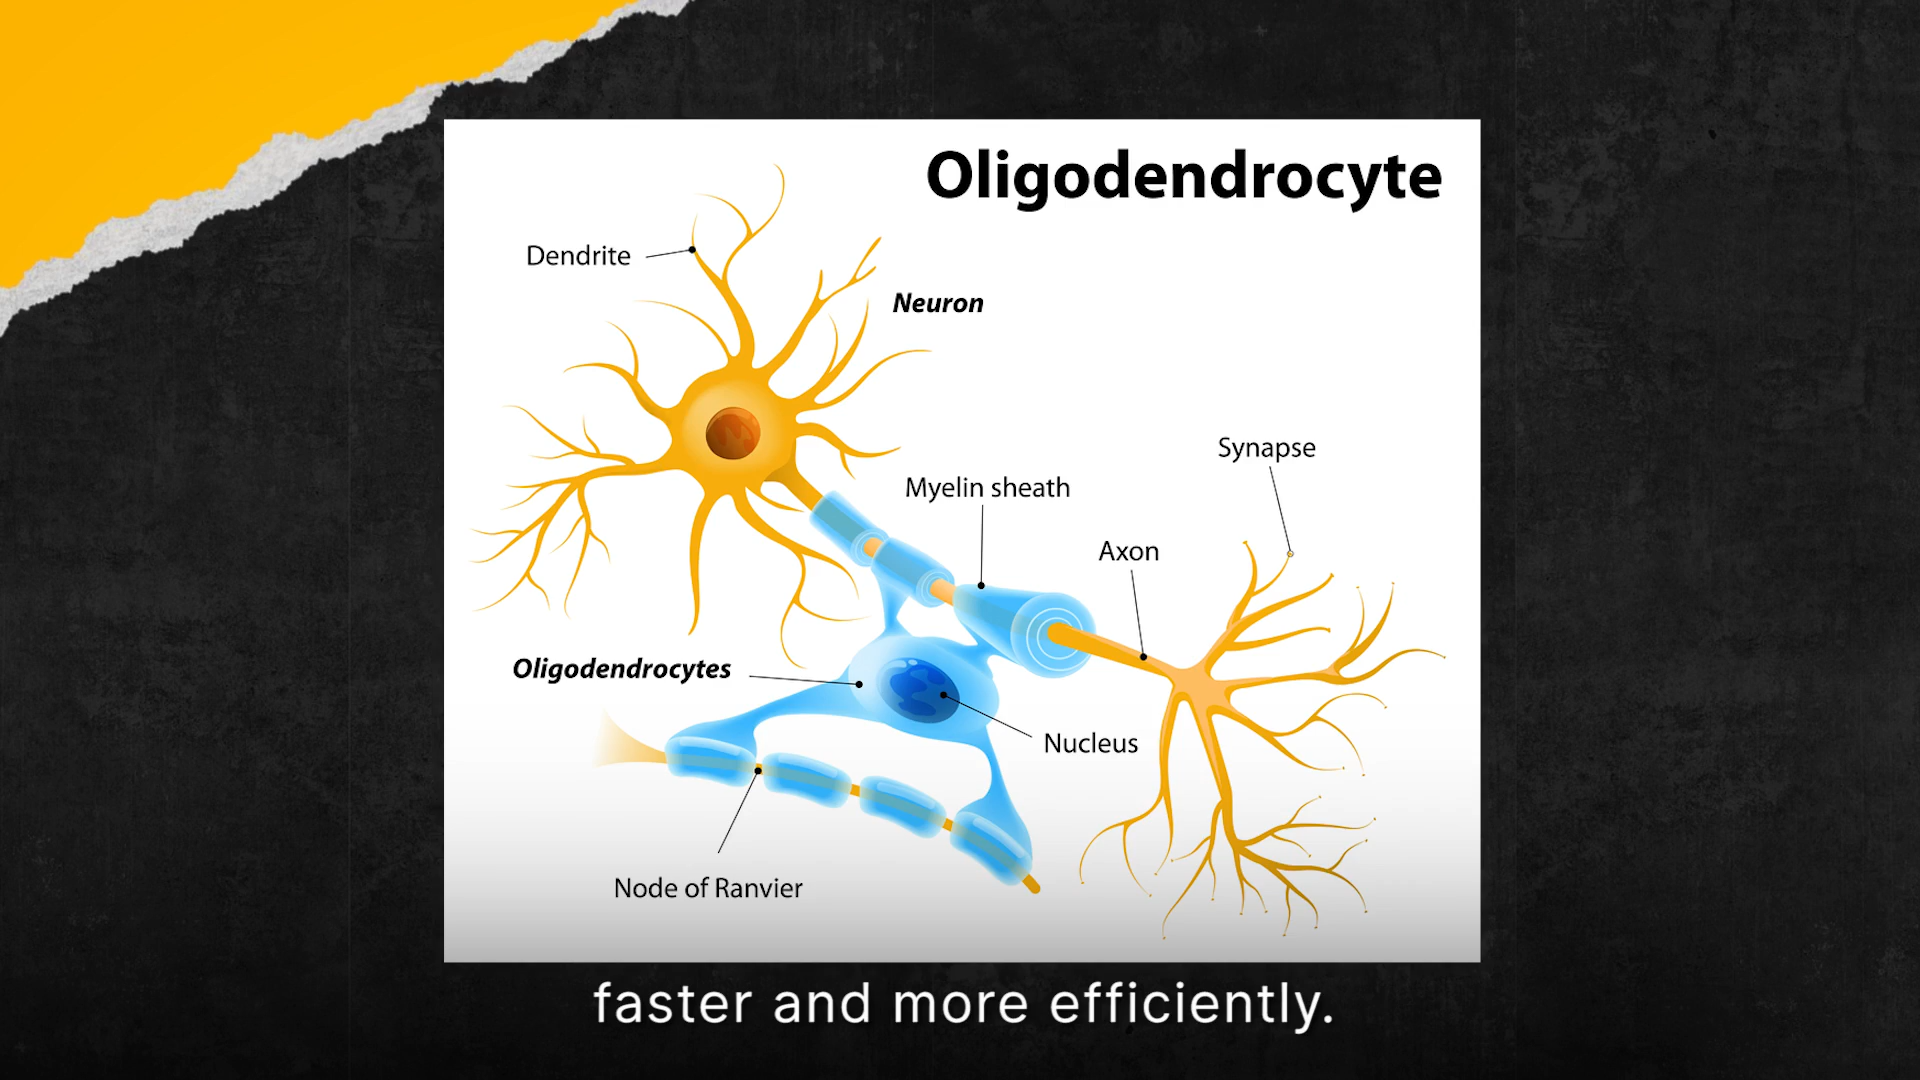 Oligodendrocyte
Dendrite
Neuron
Synapse
Myelin sheath
Axon
Oligodendrocytes
Nucleus
Node of Ranvier
faster and more efficiently.